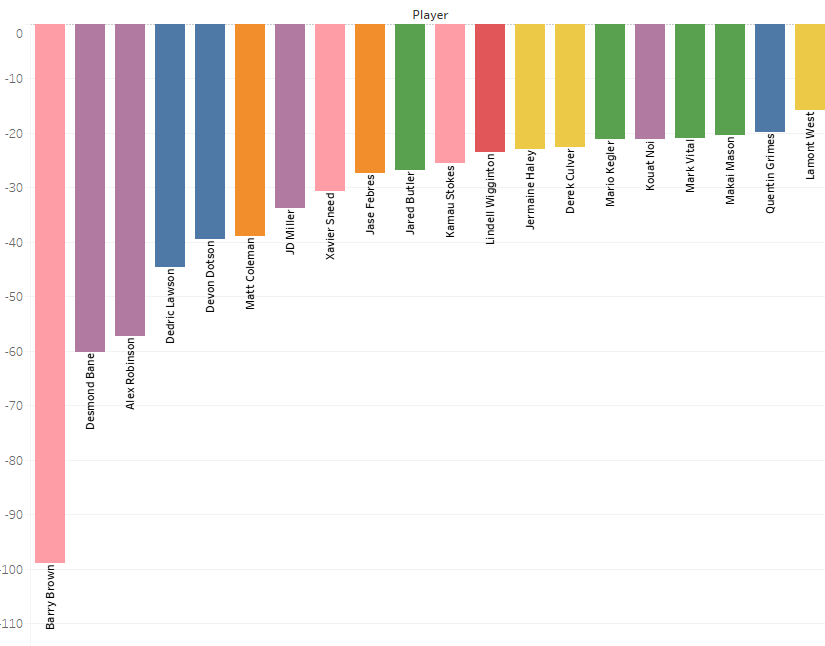 Player
0
-10
-20
-30
-40
-50
-60
-70
-80
-90
-100
-110
Barry Brown
Desmond Bane
Alex Robinson
Dedric Lawson
Devon Dotson
Matt Coleman
JD Miller
Xavier Sneed
Jase Febres
Jared Butler
Kamau Stokes
Lindell Wigginton
Jermaine Haley
Derek Culver
Mario Kegler
Kouat Noi
Mark Vital
Makai Mason
Quentin Grimes
Lamont West